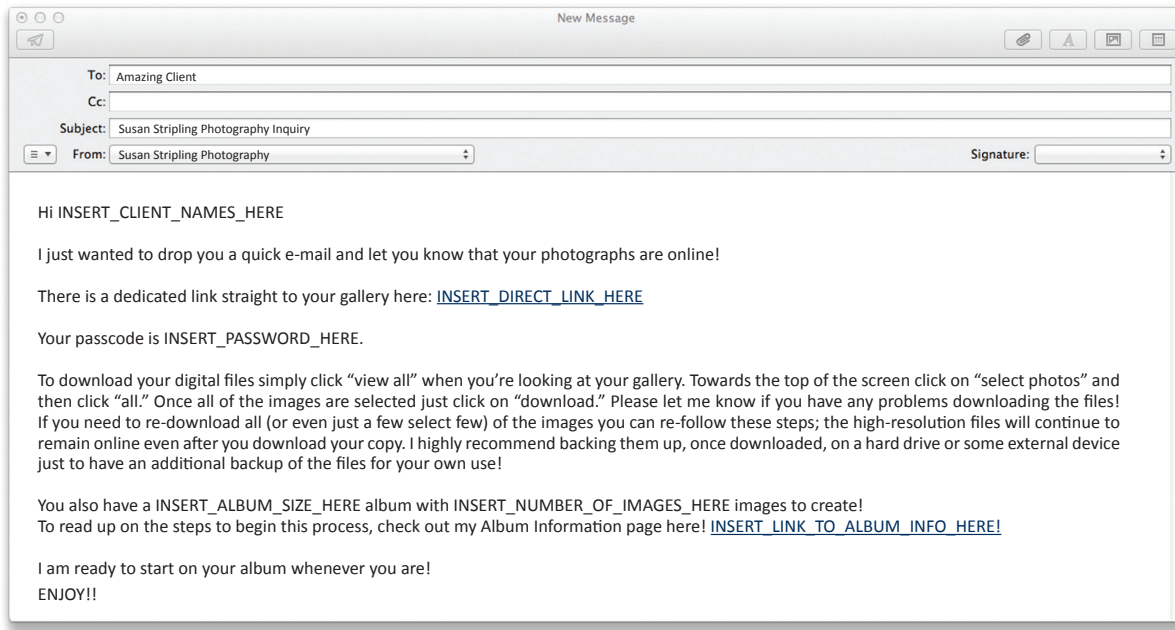 New Message
To: Amazing Client
Cc:
Subject: Susan Stripling Photography Inquiry
From: Susan Stripling Photography
Signature:
Hi INSERT_CLIENT_NAMES_HERE
I just wanted to drop you a quick e-mail and let you know that your photographs are online!
There is a dedicated link straight to your gallery here: INSERT_DIRECT_LINK_HERE
Your passcode is INSERT_PASSWORD_HERE.
To download your digital files simply click “view all” when you’re looking at your gallery. Towards the top of the screen click on “select photos” and
then click “all.” Once all of the images are selected just click on “download.” Please let me know if you have any problems downloading the files!
If you need to re-download all (or even just a few select few) of the images you can re-follow these steps; the high-resolution files will continue to
remain online even after you download your copy. I highly recommend backing them up, once downloaded, on a hard drive or some external device
just to have an additional backup of the files for your own use!
You also have a INSERT_ALBUM_SIZE_HERE album with INSERT_NUMBER_OF_IMAGES_HERE images to create!
To read up on the steps to begin this process, check out my Album Information page here! INSERT_LINK_TO_ALBUM_INFO_HERE!
I am ready to start on your album whenever you are!
ENJOY!!